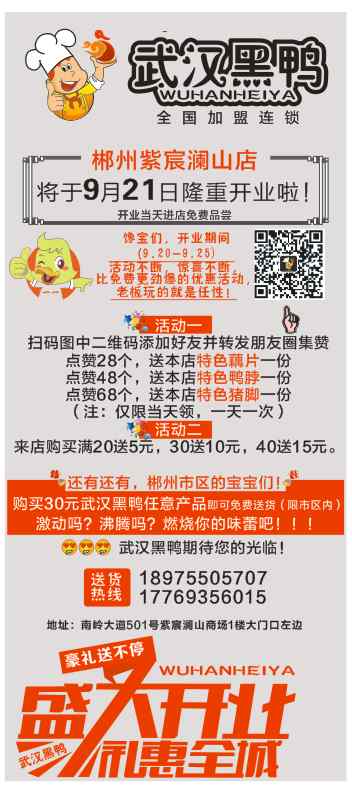 武汉黑鸭
WUHANHEIYA
全国加盟连锁
郴州紫宸澜山店
将于9月21日隆重开业啦！
开业当天进店免费品尝
馋宝们，开业期间
(9.20-9.25)
活动不断，惊喜不断，
比免费更劲爆的优惠活动，
老板玩的就是任性！
活动一
扫码图中二维码添加好友并转发朋友圈集赞
点赞28个，送本店特色藕片一份
点赞48个，送本店特色鸭脖一份
点赞68个，送本店特色猪脚一份
（注：仅限当天领，一天一次）
活动二
来店购买满20送5元，30送10元，40送15元。
还有还有，郴州市区的宝宝们！
购买30元武汉黑鸭任意产品即可免费送货（限市区内）
激动吗？沸腾吗？燃烧你的味蕾吧！！！
武汉黑鸭期待您的光临！
送货热线
18975505707
17769356015
地址：南岭大道501号紫宸澜山商场1楼大门口左边
豪礼送不停
WUHANHEIYA
盛大开业
武汉黑鸭
礼惠全城